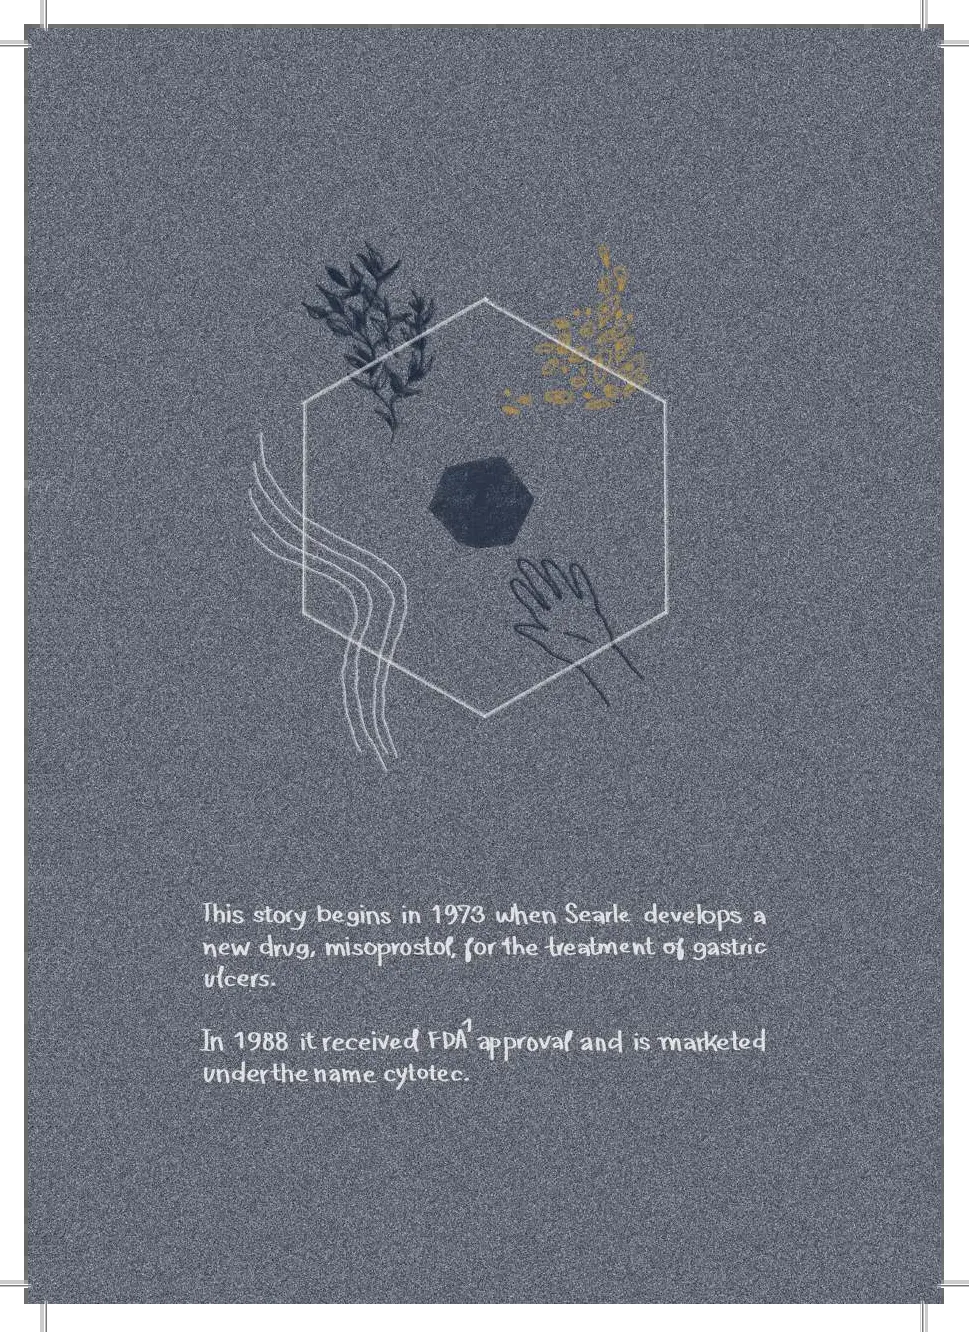 This story begins in 1973 when Searle develops a
new drug, misoprostol, for the treatment of gastric
ulcers.
In 1988 it received FDA¹ approval and is marketed
under the name cytotec.